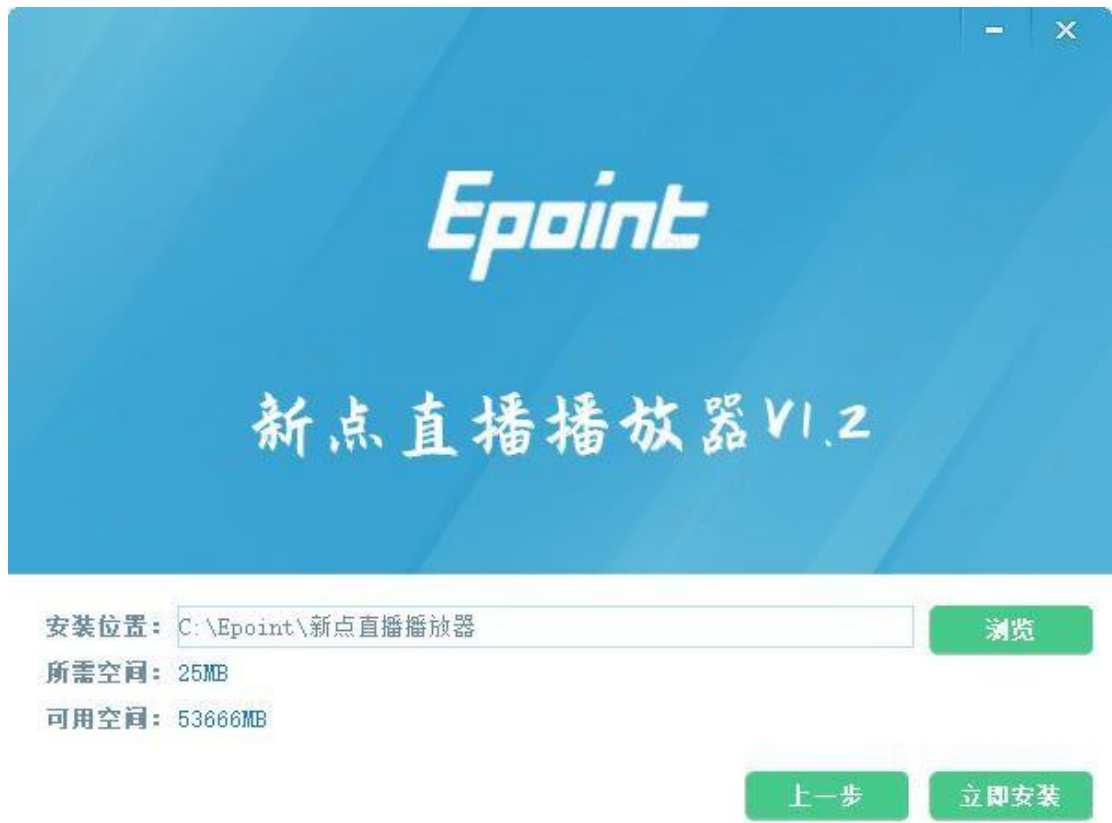 Epoint
新点直播播放器V1.2
安装位置： C:\Epoint\新点直播播放器 浏览
所需空间： 25MB
可用空间： 53666MB
上一步 立即安装